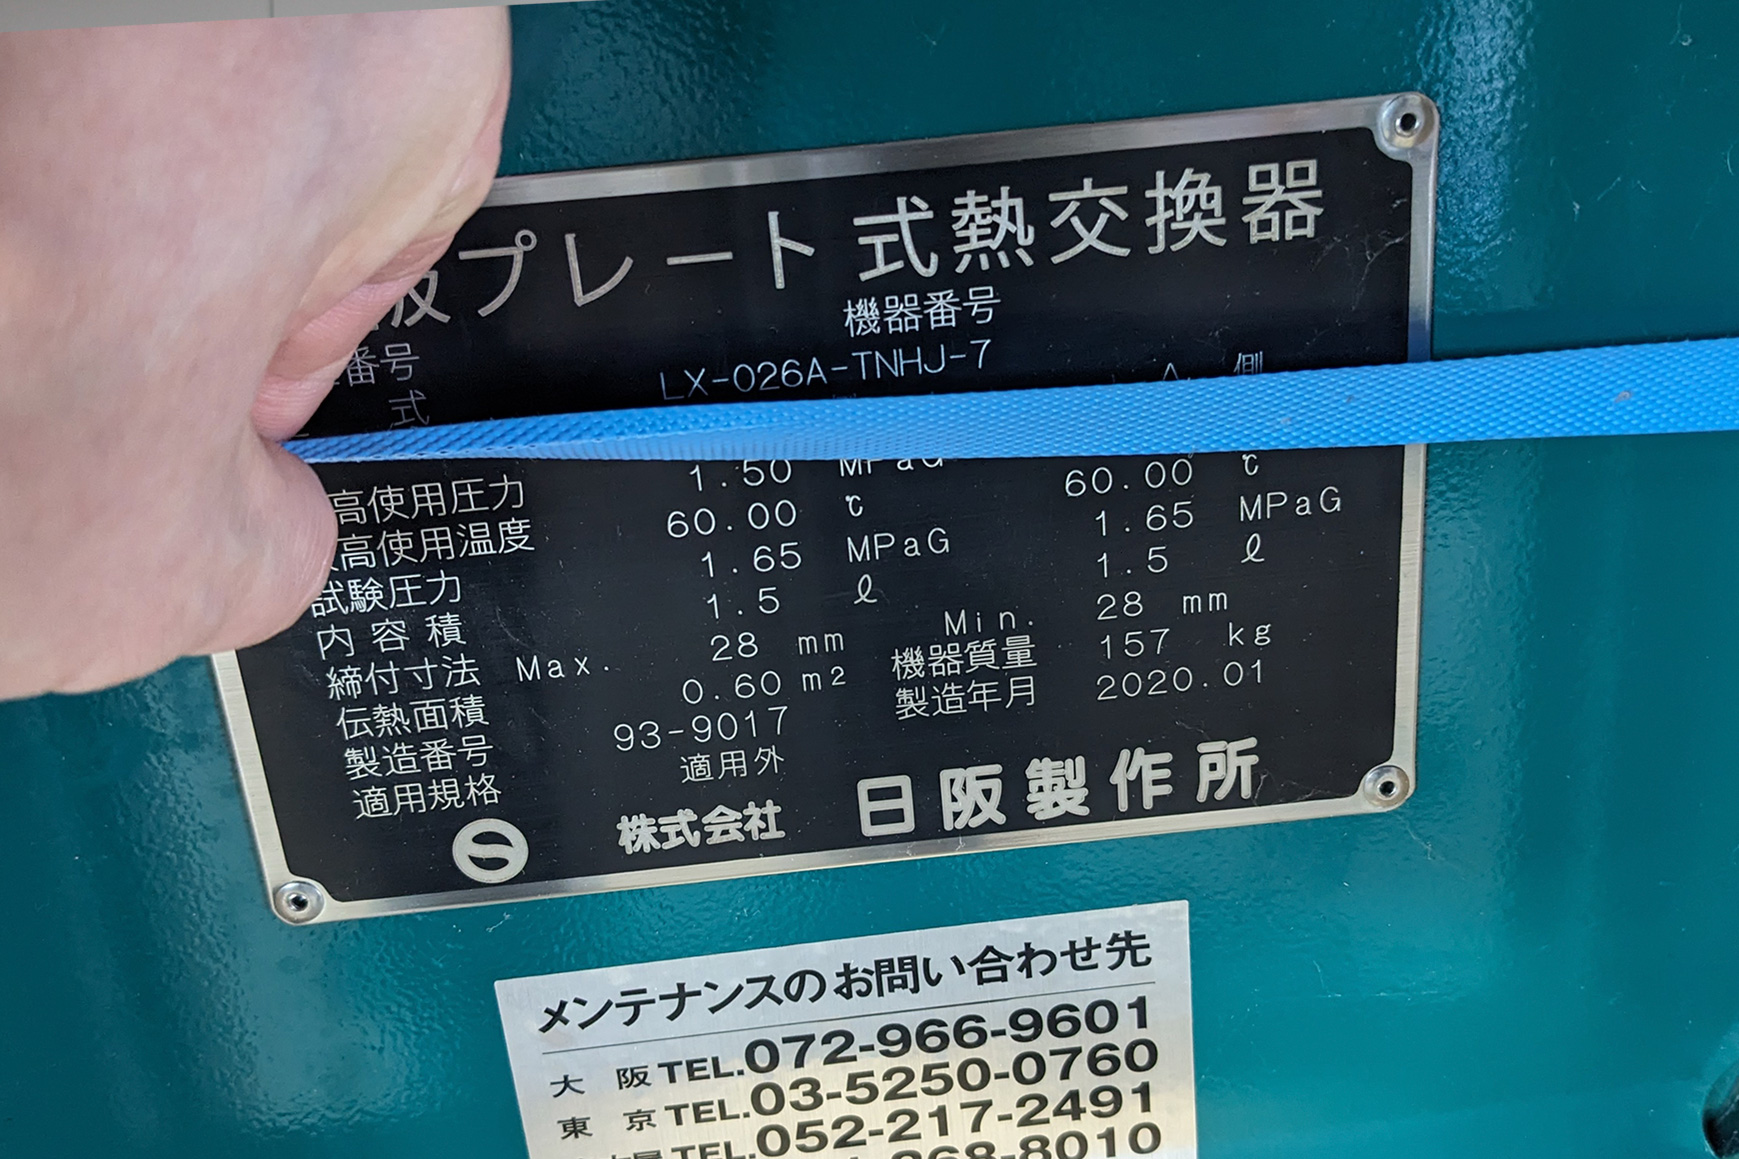 プレート式熱交換器
番号 機器番号
式 LX-026A-TNHJ-7 側
高使用圧力 1.50 MPaG
高使用温度 60.00 ℃ 60.00 ℃
試験圧力 1.65 MPaG 1.65 MPaG
内容積 1.5 ℓ 1.5 ℓ
締付寸法 Max. 28 mm Min. 28 mm
伝熱面積 0.60 m2 機器質量 157 kg
製造番号 93-9017 製造年月 2020.01
適用規格 適用外
株式会社 日阪製作所
メンテナンスのお問い合わせ先
大 阪 TEL.072-966-9601
東 京 TEL.03-5250-0760
TEL.052-217-2491
268-8010